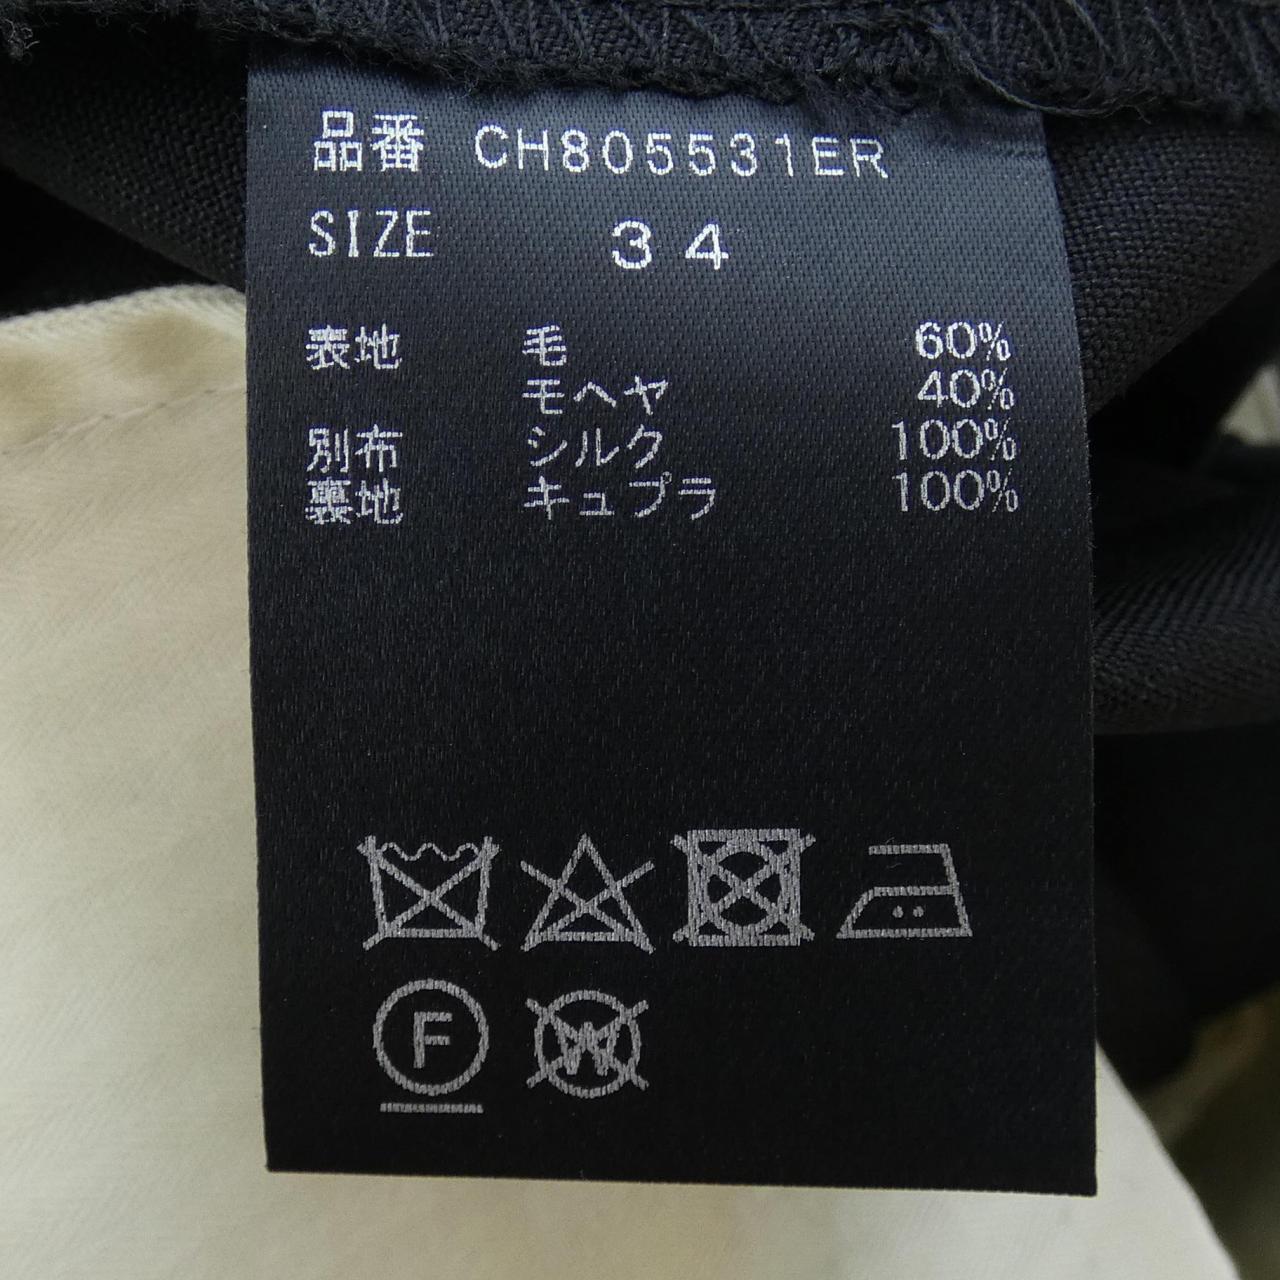 品番 CH805531ER
SIZE 34
表地 毛 60%
モヘヤ 40%
別布 シルク 100%
裏地 キュプラ 100%
F
W